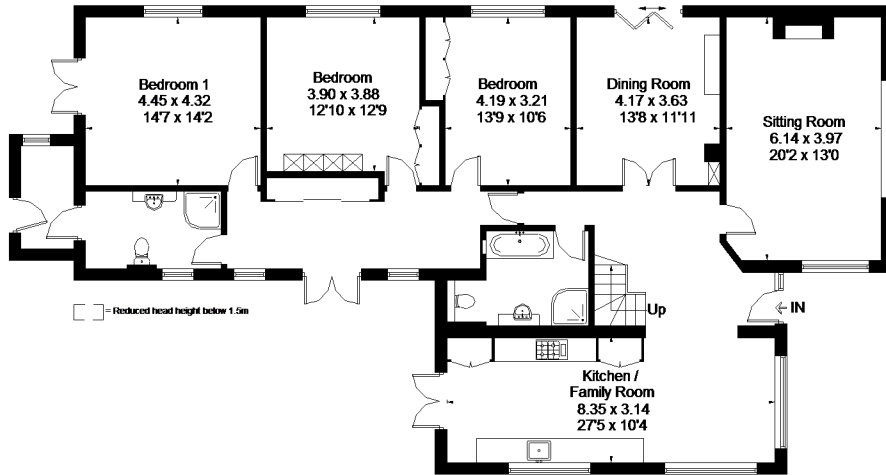 Bedroom 1
4.45 x 4.32
14'7 x 14'2
Bedroom
3.90 x 3.88
12'10 x 12'9
Bedroom
4.19 x 3.21
13'9 x 10'6
Dining Room
4.17 x 3.63
13'8 x 11'11
Sitting Room
6.14 x 3.97
20'2 x 13'0
= Reduced head height below 1.5m
Up
IN
Kitchen /
Family Room
8.35 x 3.14
27'5 x 10'4